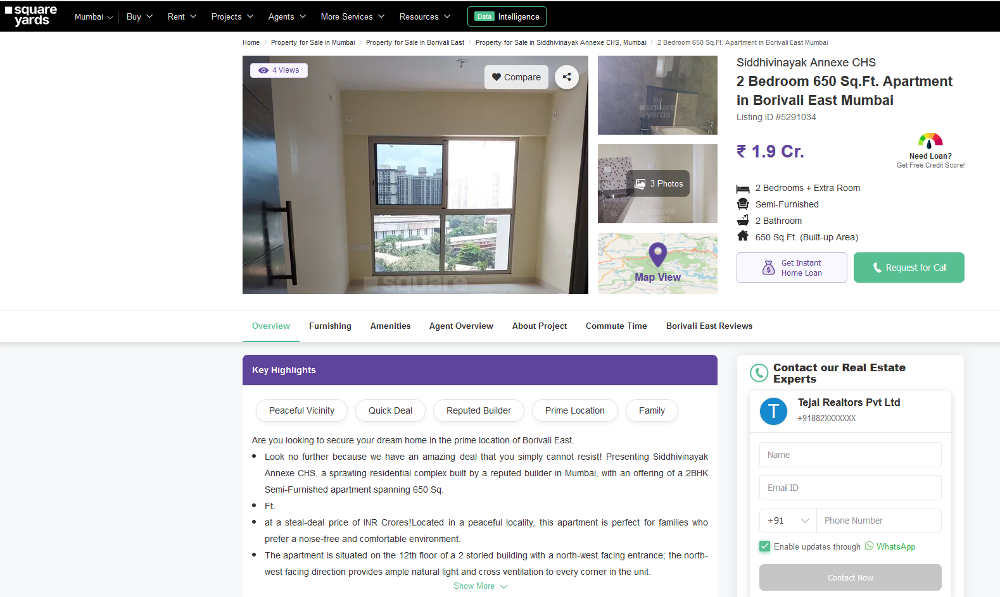 square yards
Mumbai
Buy
Rent
Projects
Agents
More Services
Resources
Data Intelligence
Home
Property for Sale in Mumbai
Property for Sale in Borivali East
Property for Sale in Siddhivinayak Annexe CHS, Mumbai
2 Bedroom 650 Sq.Ft. Apartment in Borivali East Mumbai
4 Views
Compare
square
square
yards
3 Photos
square
yards
Map View
Siddhivinayak Annexe CHS
2 Bedroom 650 Sq.Ft. Apartment
in Borivali East Mumbai
Listing ID #5291034
₹ 1.9 Cr.
Need Loan?
Get Free Credit Score!
2 Bedrooms + Extra Room
Semi-Furnished
2 Bathroom
650 Sq.Ft. (Built-up Area)
Get Instant
Home Loan
Request for Call
Overview
Furnishing
Amenities
Agent Overview
About Project
Commute Time
Borivali East Reviews
Key Highlights
Peaceful Vicinity
Quick Deal
Reputed Builder
Prime Location
Family
Are you looking to secure your dream home in the prime location of Borivali East.
Look no further because we have an amazing deal that you simply cannot resist! Presenting Siddhivinayak
Annexe CHS, a sprawling residential complex built by a reputed builder in Mumbai, with an offering of a 2BHK
Semi-Furnished apartment spanning 650 Sq.
Ft.
at a steal-deal price of INR Crores!Located in a peaceful locality, this apartment is perfect for families who
prefer a noise-free and comfortable environment.
The apartment is situated on the 12th floor of a 2 storied building with a north-west facing entrance; the north-
west facing direction provides ample natural light and cross ventilation to every corner in the unit.
Show More
Contact our Real Estate
Experts
T
Tejal Realtors Pvt Ltd
+91882XXXXXXX
Name
Email ID
+91
Phone Number
Enable updates through WhatsApp
Contact Now